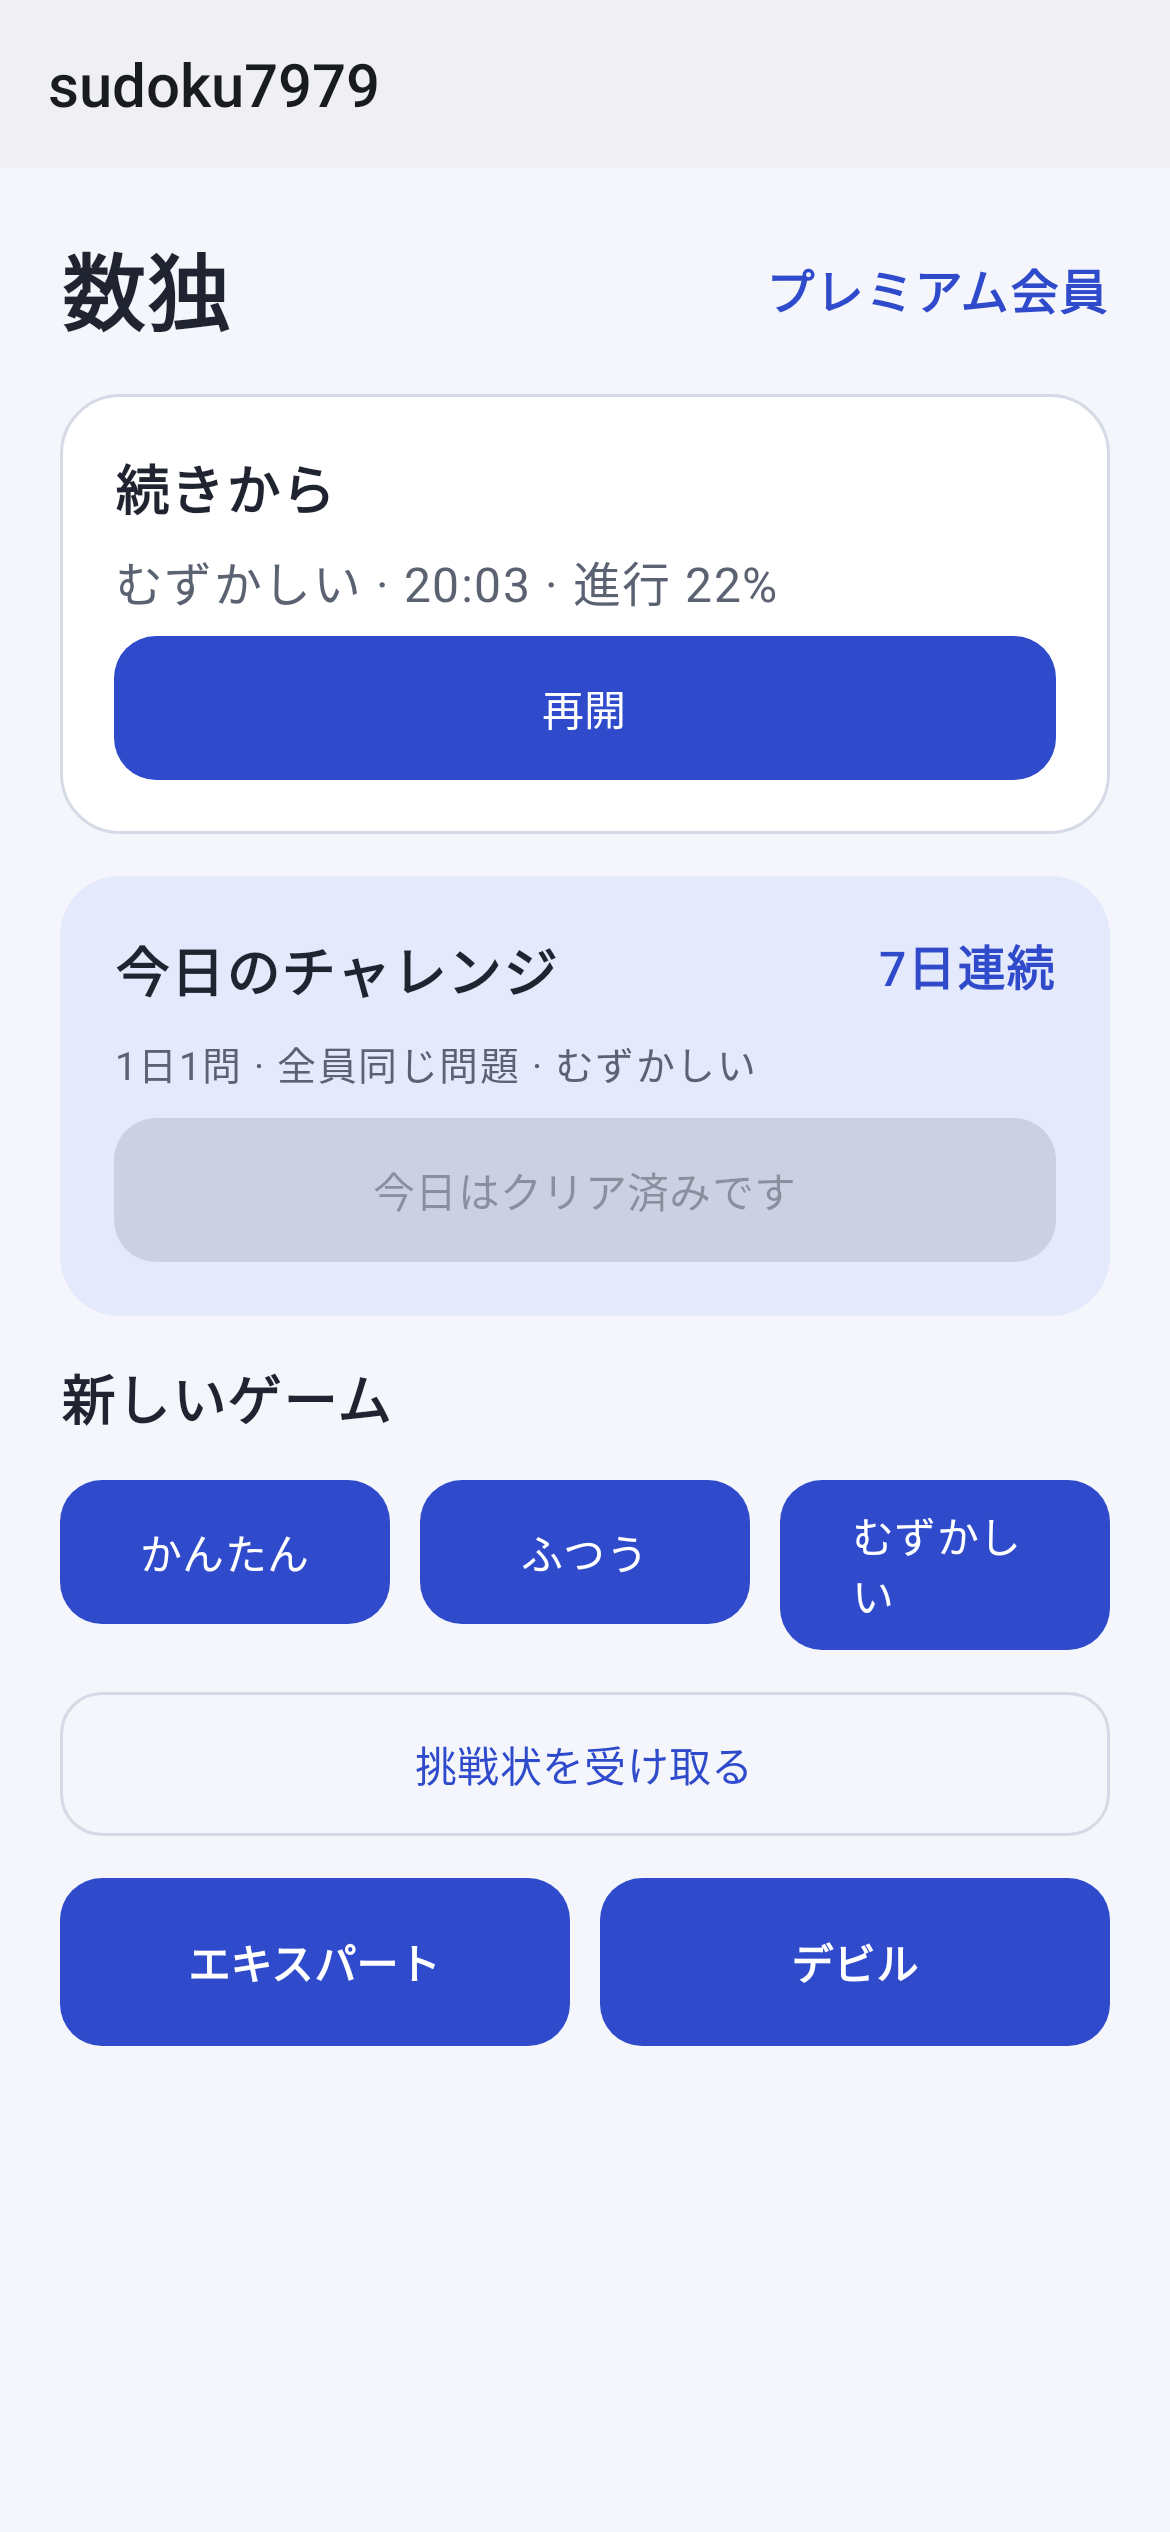 sudoku7979
数独
プレミアム会員
続きから
むずかしい · 20:03 · 進行 22%
再開
今日のチャレンジ
7日連続
1日1問 · 全員同じ問題 · むずかしい
今日はクリア済みです
新しいゲーム
かんたん
ふつう
むずかし
い
挑戦状を受け取る
エキスパート
デビル